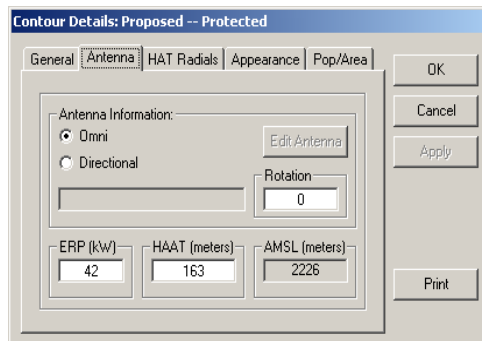 Contour Details: Proposed -- Protected
General Antenna HAT Radials Appearance Pop/Area
OK
Cancel
Apply
Print
Antenna Information:
Omni
Directional
Edit Antenna
Rotation
0
ERP (kW) HAAT (meters) AMSL (meters)
42 163 2226